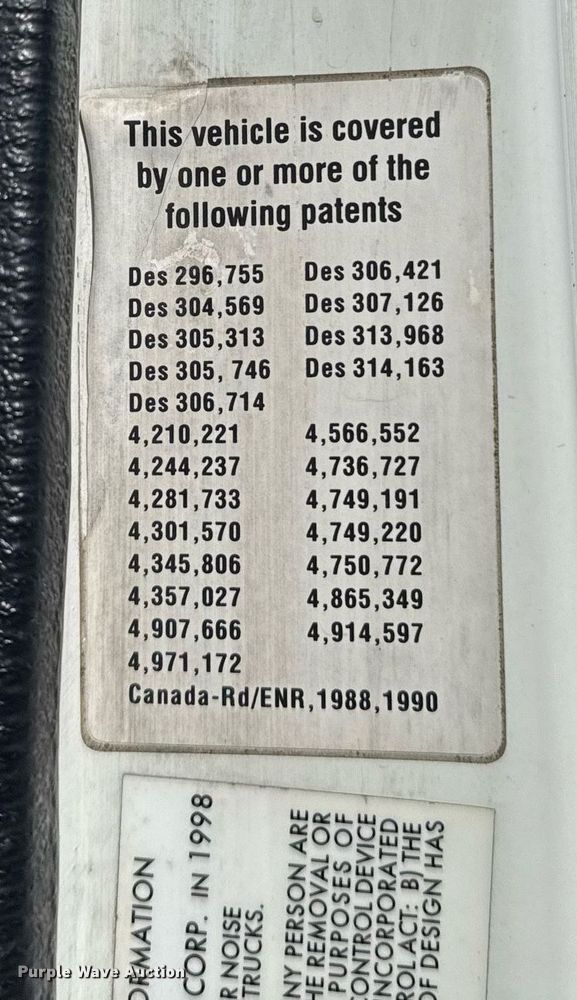 This vehicle is covered
by one or more of the
following patents
Des 296,755 Des 306,421
Des 304,569 Des 307,126
Des 305,313 Des 313,968
Des 305, 746 Des 314,163
Des 306,714
4,210,221 4,566,552
4,244,237 4,736,727
4,281,733 4,749,191
4,301,570 4,749,220
4,345,806 4,750,772
4,357,027 4,865,349
4,907,666 4,914,597
4,971,172
Canada-Rd/ENR,1988,1990
ORMATION
CORP. IN 1998
R NOISE
TRUCKS.
NY PERSON ARE
HE REMOVAL OR
PURPOSES OF
CONTROL DEVICE
NCORPORATED
ROL ACT: B) THE
OF DESIGN HAS
Purple Wave Auction